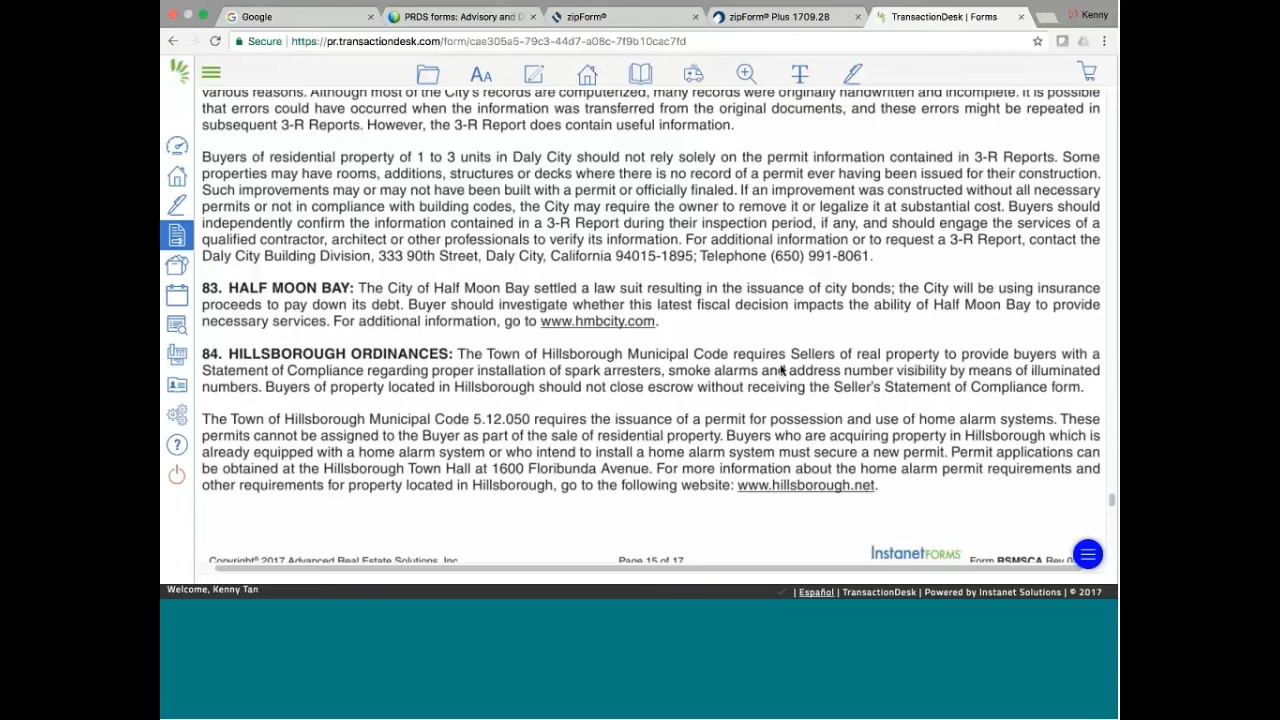 Google
PRDS forms: Advisory and D
zipForm®
zipForm® Plus 1709.28
TransactionDesk | Forms
Kenny
Secure
https://pr.transactiondesk.com/form/cae305a5-79c3-44d7-a08c-7f9b10cac7fd
various reasons. Although most of the City's records are computerized, many records were originally handwritten and incomplete. It is possible
that errors could have occurred when the information was transferred from the original documents, and these errors might be repeated in
subsequent 3-R Reports. However, the 3-R Report does contain useful information.
Buyers of residential property of 1 to 3 units in Daly City should not rely solely on the permit information contained in 3-R Reports. Some
properties may have rooms, additions, structures or decks where there is no record of a permit ever having been issued for their construction.
Such improvements may or may not have been built with a permit or officially finaled. If an improvement was constructed without all necessary
permits or not in compliance with building codes, the City may require the owner to remove it or legalize it at substantial cost. Buyers should
independently confirm the information contained in a 3-R Report during their inspection period, if any, and should engage the services of a
qualified contractor, architect or other professionals to verify its information. For additional information or to request a 3-R Report, contact the
Daly City Building Division, 333 90th Street, Daly City, California 94015-1895; Telephone (650) 991-8061.
83. HALF MOON BAY: The City of Half Moon Bay settled a law suit resulting in the issuance of city bonds; the City will be using insurance
proceeds to pay down its debt. Buyer should investigate whether this latest fiscal decision impacts the ability of Half Moon Bay to provide
necessary services. For additional information, go to www.hmbcity.com.
84. HILLSBOROUGH ORDINANCES: The Town of Hillsborough Municipal Code requires Sellers of real property to provide buyers with a
Statement of Compliance regarding proper installation of spark arresters, smoke alarms and address number visibility by means of illuminated
numbers. Buyers of property located in Hillsborough should not close escrow without receiving the Seller's Statement of Compliance form.
The Town of Hillsborough Municipal Code 5.12.050 requires the issuance of a permit for possession and use of home alarm systems. These
permits cannot be assigned to the Buyer as part of the sale of residential property. Buyers who are acquiring property in Hillsborough which is
already equipped with a home alarm system or who intend to install a home alarm system must secure a new permit. Permit applications can
be obtained at the Hillsborough Town Hall at 1600 Floribunda Avenue. For more information about the home alarm permit requirements and
other requirements for property located in Hillsborough, go to the following website: www.hillsborough.net.
Copyright® 2017 Advanced Real Estate Solutions, Inc.
Page 15 of 17
InstanetFORMS
Form RSMSCA Rev
Welcome, Kenny Tan
| Español | TransactionDesk | Powered by Instanet Solutions | © 2017